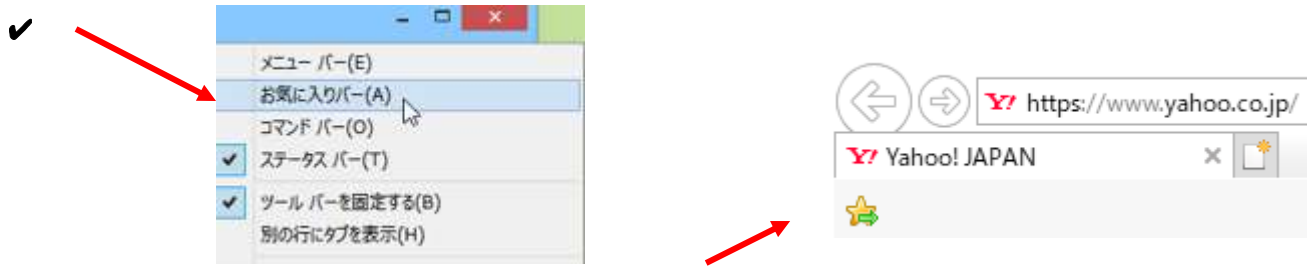 ✔
メニュー バー(E)
お気に入りバー(A)
コマンド バー(O)
✔ ステータス バー(T)
✔ ツール バーを固定する(B)
別の行にタブを表示(H)
Y! https://www.yahoo.co.jp/
Y! Yahoo! JAPAN